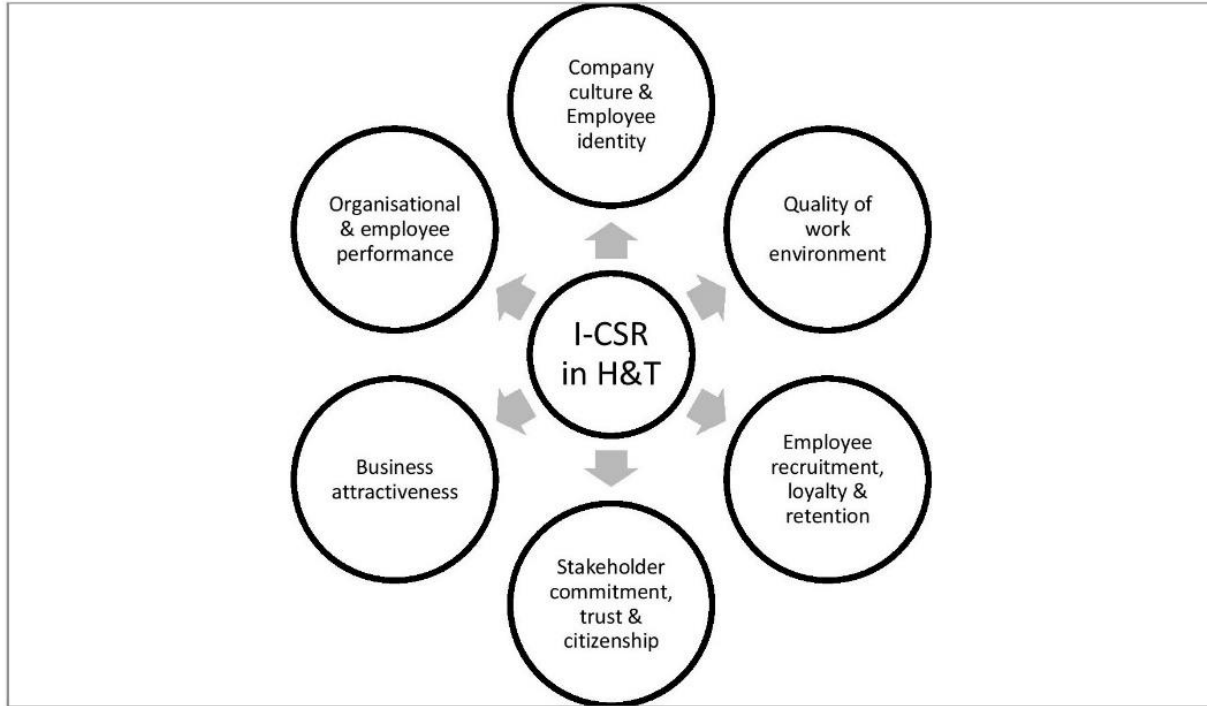 Company
culture &
Employee
identity
Organisational
& employee
performance
Quality of
work
environment
I-CSR
in H&T
Business
attractiveness
Employee
recruitment,
loyalty &
retention
Stakeholder
commitment,
trust &
citizenship